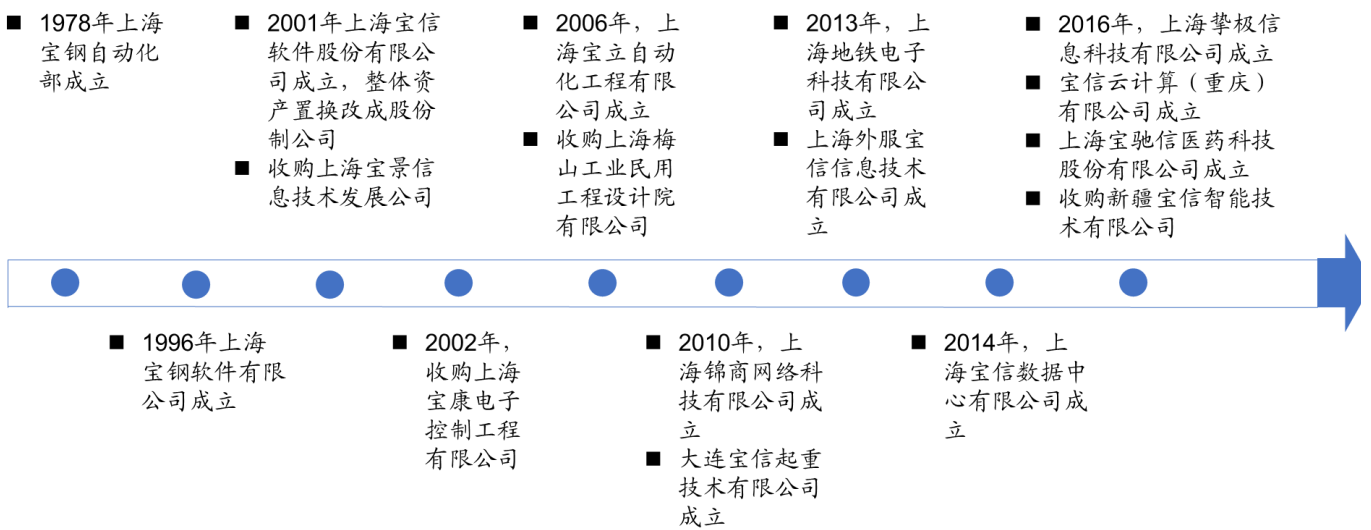 ■ 1978年上海
宝钢自动化
部成立
■ 2001年上海宝信
软件股份有限公
司成立，整体资
产置换改成股份
制公司
■ 收购上海宝景信
息技术发展公司
■ 2006年，上
海宝立自动
化工程有限
公司成立
■ 收购上海梅
山工业民用
工程设计院
有限公司
■ 2013年，上
海地铁电子
科技有限公
司成立
■ 上海外服宝
信信息技术
有限公司成
立
■ 2016年，上海挚极信
息科技有限公司成立
■ 宝信云计算（重庆）
有限公司成立
■ 上海宝驰信医药科技
股份有限公司成立
■ 收购新疆宝信智能技
术有限公司
■ 1996年上海
宝钢软件有限
公司成立
■ 2002年，
收购上海
宝康电子
控制工程
有限公司
■ 2010年，上
海锦商网络科
技有限公司成
立
■ 大连宝信起重
技术有限公司
成立
■ 2014年，上
海宝信数据中
心有限公司成
立